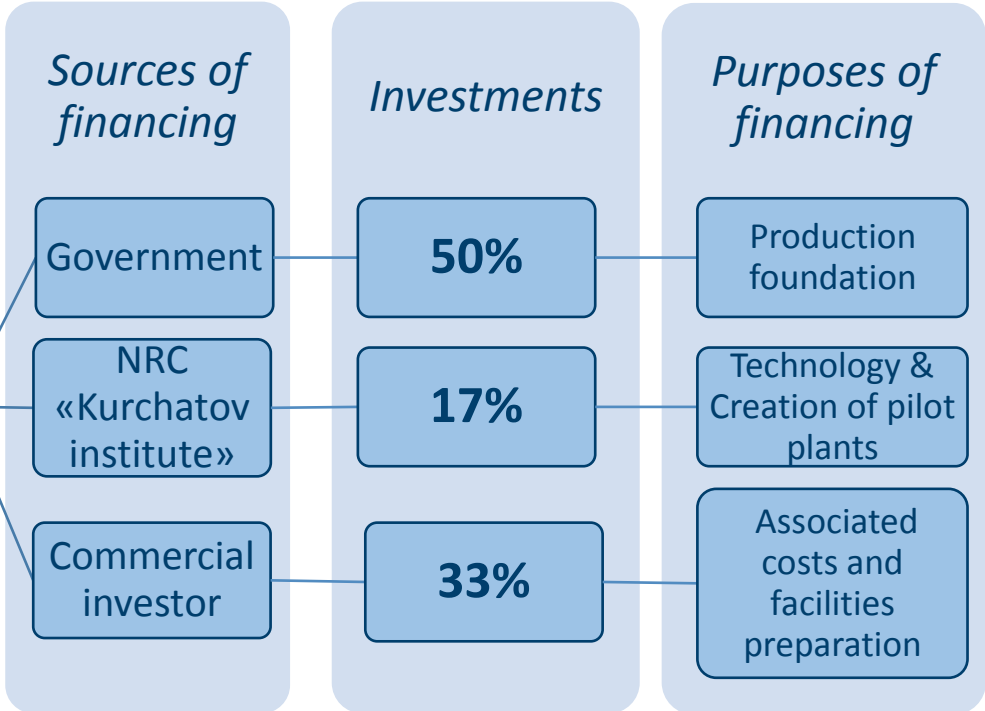 Sources of
financing
Investments
Purposes of
financing
Government
50%
Production
foundation
NRC
«Kurchatov
institute»
17%
Technology &
Creation of pilot
plants
Commercial
investor
33%
Associated
costs and
facilities
preparation